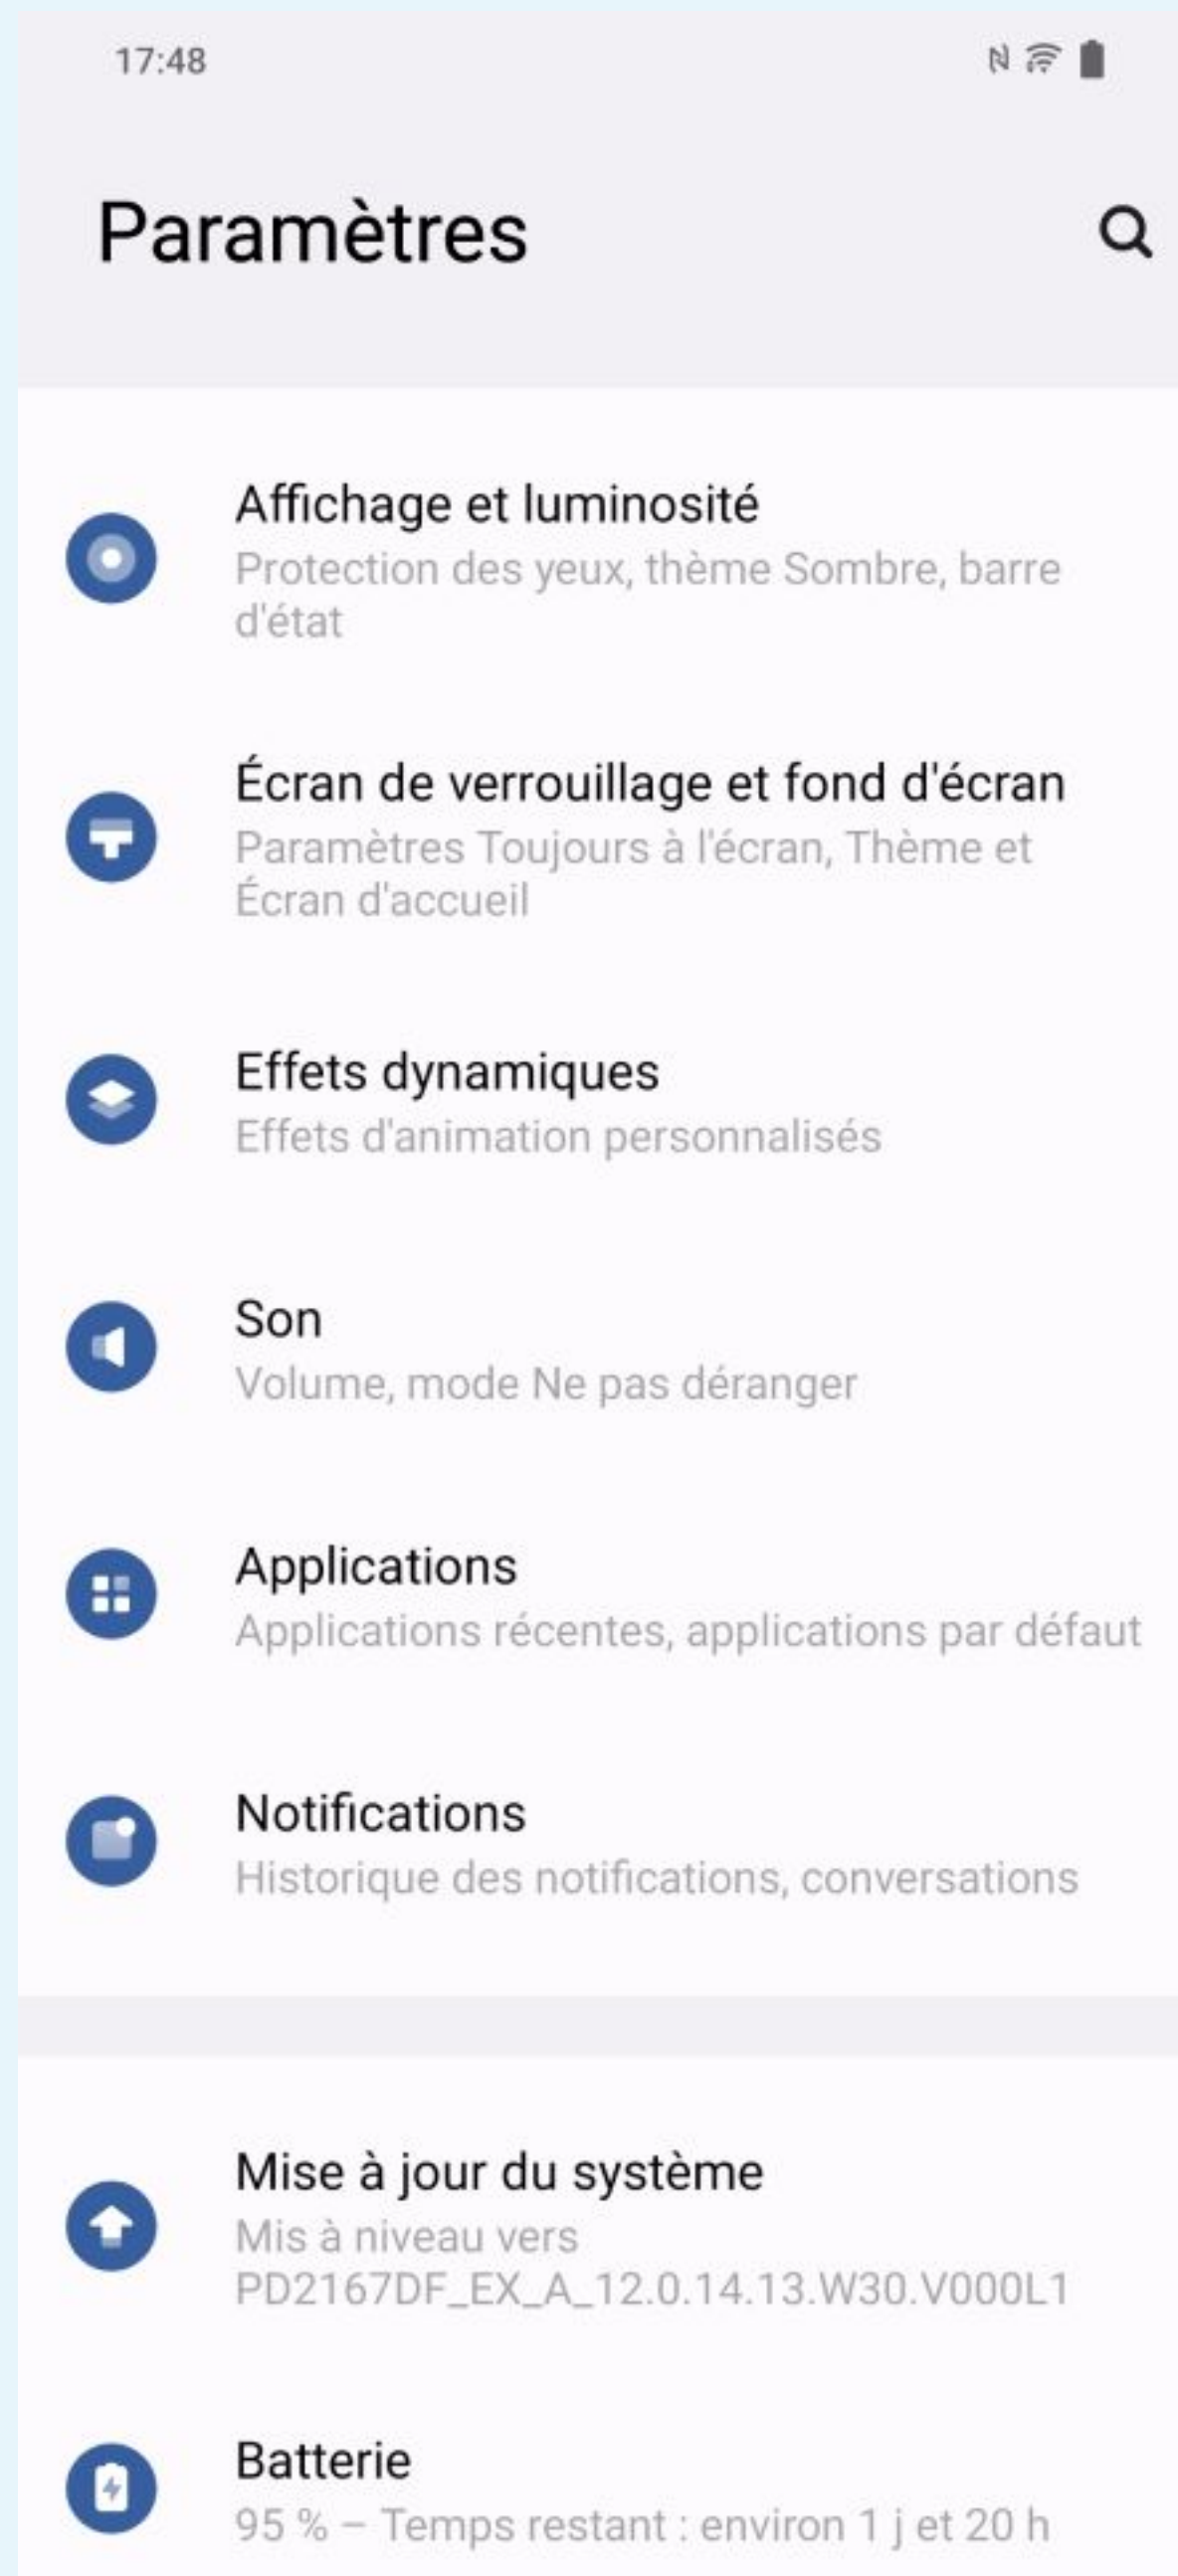 17:48
Paramètres
Affichage et luminosité
Protection des yeux, thème Sombre, barre
d'état
Écran de verrouillage et fond d'écran
Paramètres Toujours à l'écran, Thème et
Écran d'accueil
Effets dynamiques
Effets d'animation personnalisés
Son
Volume, mode Ne pas déranger
Applications
Applications récentes, applications par défaut
Notifications
Historique des notifications, conversations
Mise à jour du système
Mis à niveau vers
PD2167DF_EX_A_12.0.14.13.W30.V000L1
Batterie
95 % – Temps restant : environ 1 j et 20 h